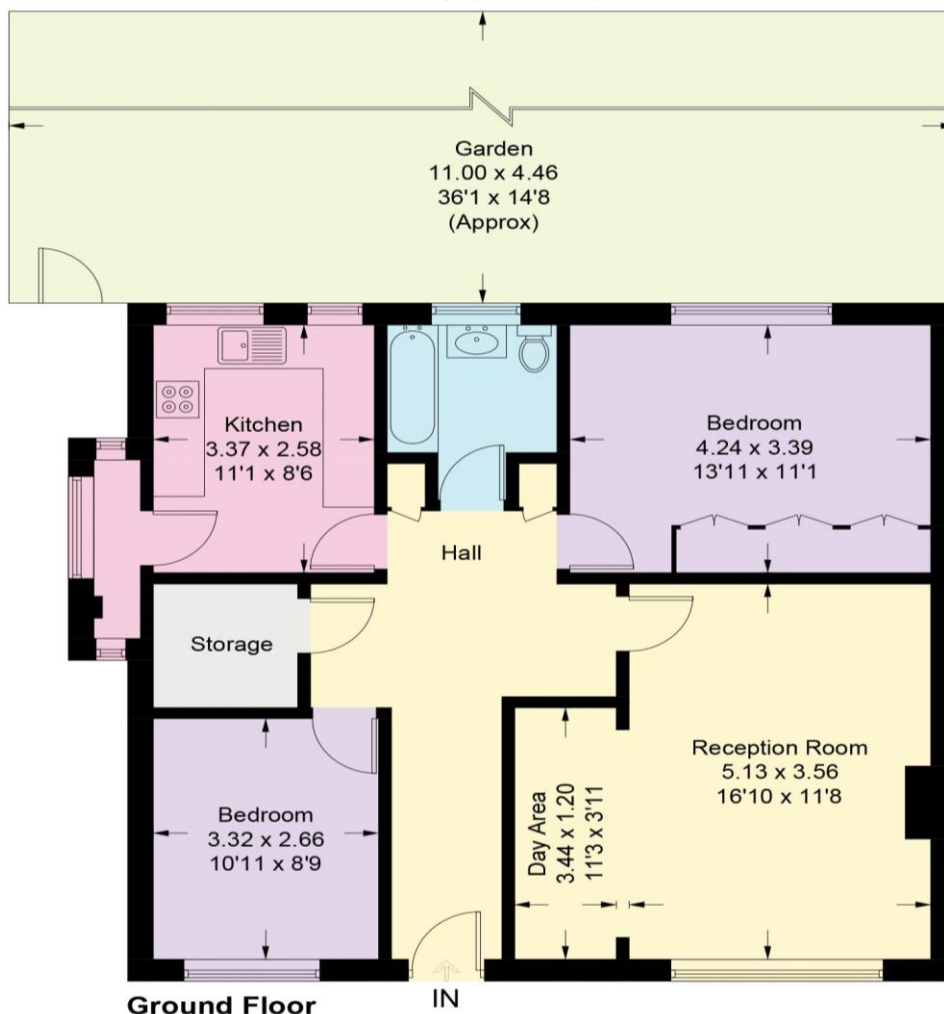 Garden
11.00 x 4.46
36'1 x 14'8
(Approx)
Kitchen
3.37 x 2.58
11'1 x 8'6
Bedroom
4.24 x 3.39
13'11 x 11'1
Hall
Storage
Reception Room
5.13 x 3.56
16'10 x 11'8
Day Area
3.44 x 1.20
11'3 x 3'11
Bedroom
3.32 x 2.66
10'11 x 8'9
IN
Ground Floor